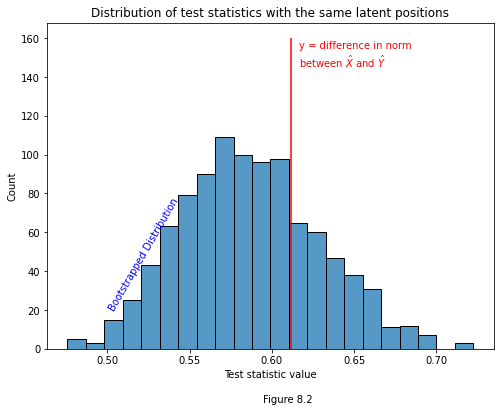 Distribution of test statistics with the same latent positions
y = difference in norm
between X̂ and Ŷ
Bootstrapped Distribution
Count
160
140
120
100
80
60
40
20
0
0.50 0.55 0.60 0.65 0.70
Test statistic value
Figure 8.2